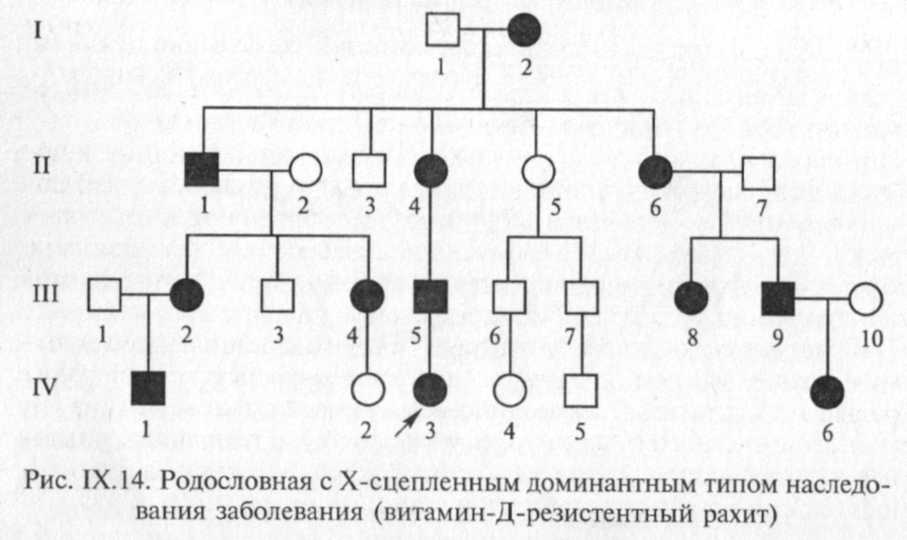 I
1 2
II
1 2 3 4 5 6 7
III
1 2 3 4 5 6 7 8 9 10
IV
1 2 3 4 5 6
Рис. IX.14. Родословная с X-сцепленным доминантным типом наследо-
вания заболевания (витамин-Д-резистентный рахит)